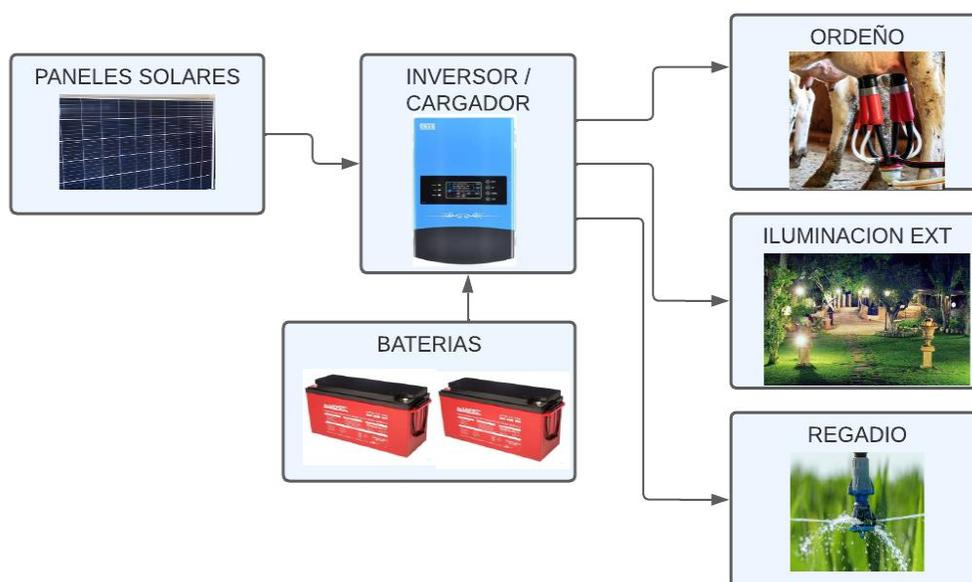 PANELES SOLARES
INVERSOR /
CARGADOR
BATERIAS
ORDEÑO
ILUMINACION EXT
REGADIO